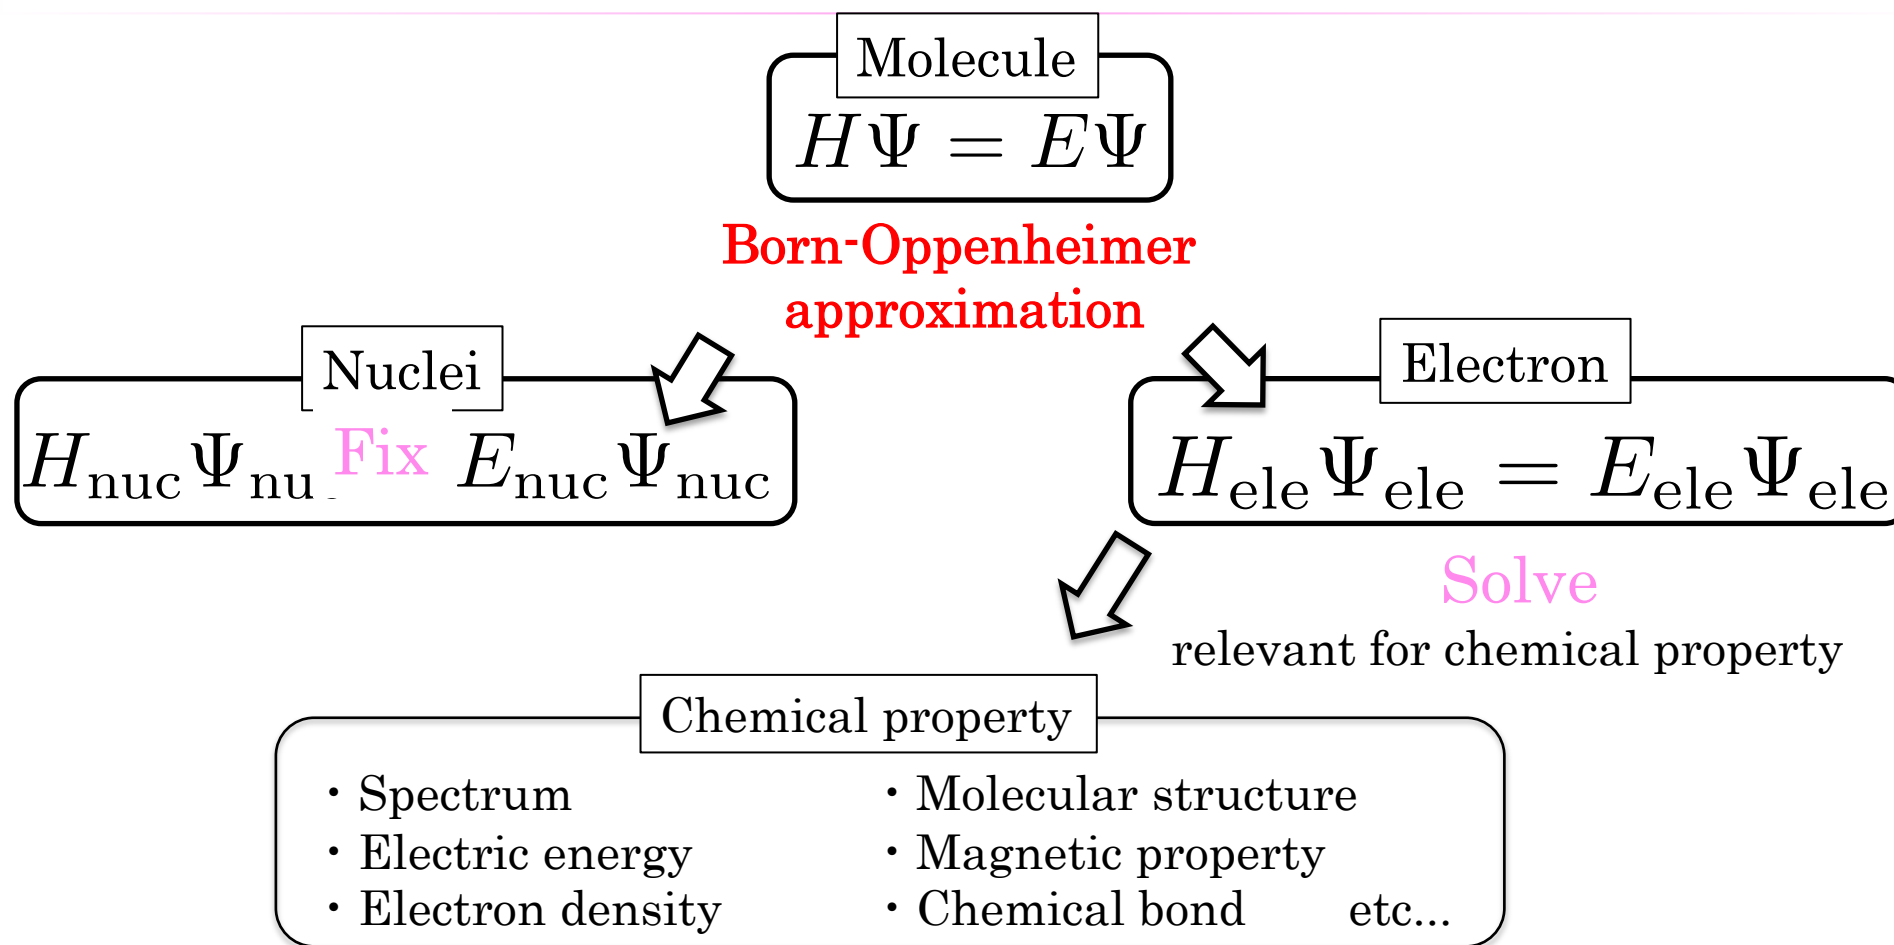 Molecule
HΨ = EΨ
Born-Oppenheimer
approximation
Nuclei
H_nuc Ψ_nu Fix E_nuc Ψ_nuc
Electron
H_ele Ψ_ele = E_ele Ψ_ele
Solve
relevant for chemical property
Chemical property
・Spectrum
・Electric energy
・Electron density
・Molecular structure
・Magnetic property
・Chemical bond etc...